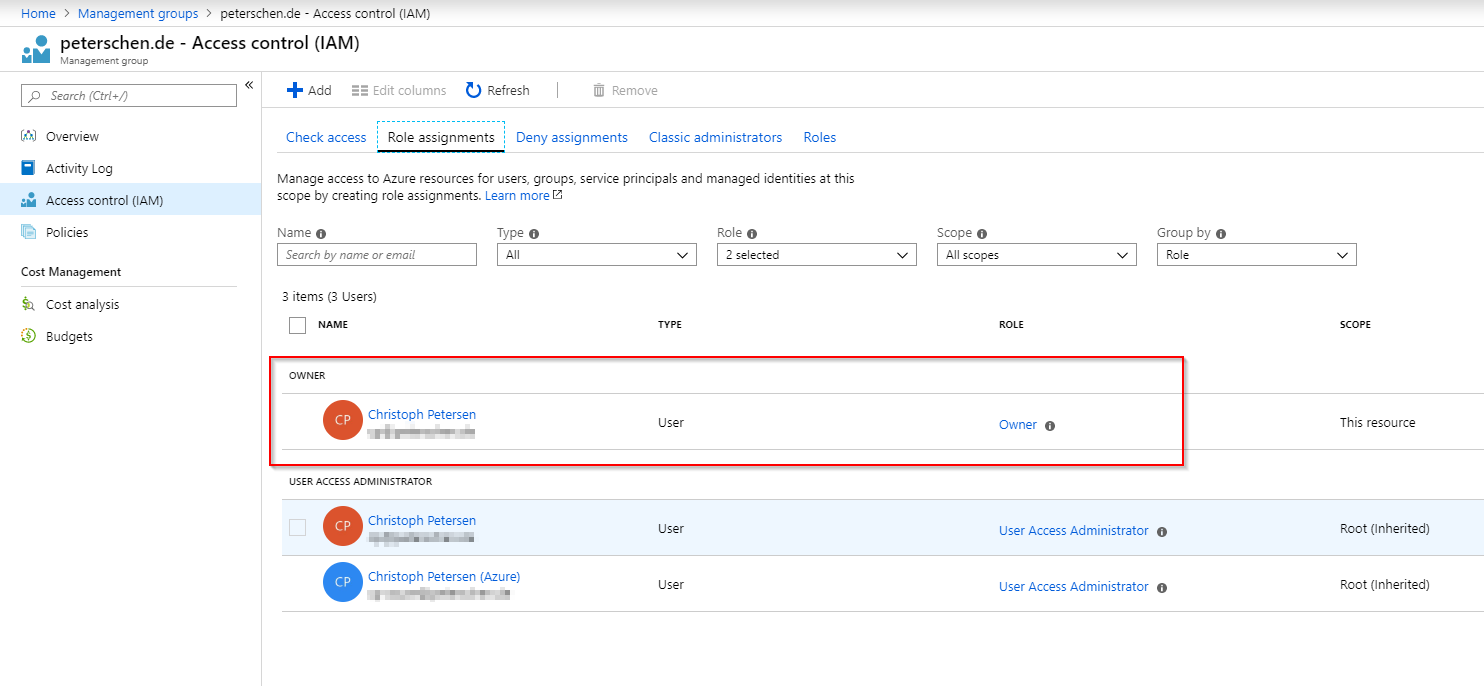 Home > Management groups > peterschen.de - Access control (IAM)
peterschen.de - Access control (IAM)
Management group
Search (Ctrl+/)
«
Overview
Activity Log
Access control (IAM)
Policies
Cost Management
Cost analysis
Budgets
Add Edit columns Refresh Remove
Check access Role assignments Deny assignments Classic administrators Roles
Manage access to Azure resources for users, groups, service principals and managed identities at this
scope by creating role assignments. Learn more
Name Type Role Scope Group by
Search by name or email All 2 selected All scopes Role
3 items (3 Users)
NAME TYPE ROLE SCOPE
OWNER
CP Christoph Petersen User Owner This resource
USER ACCESS ADMINISTRATOR
CP Christoph Petersen User User Access Administrator Root (Inherited)
CP Christoph Petersen (Azure) User User Access Administrator Root (Inherited)